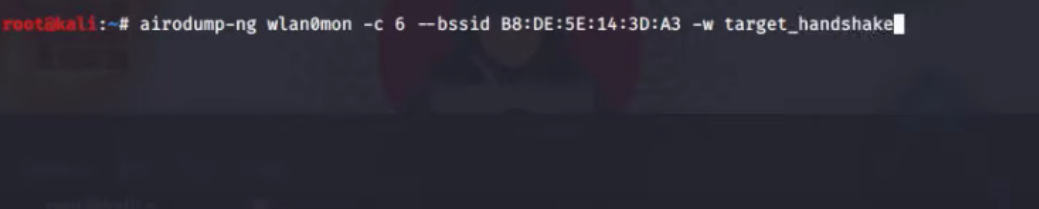 root@kali:~# airodump-ng wlan0mon -c 6 --bssid B8:DE:5E:14:3D:A3 -w target_handshake